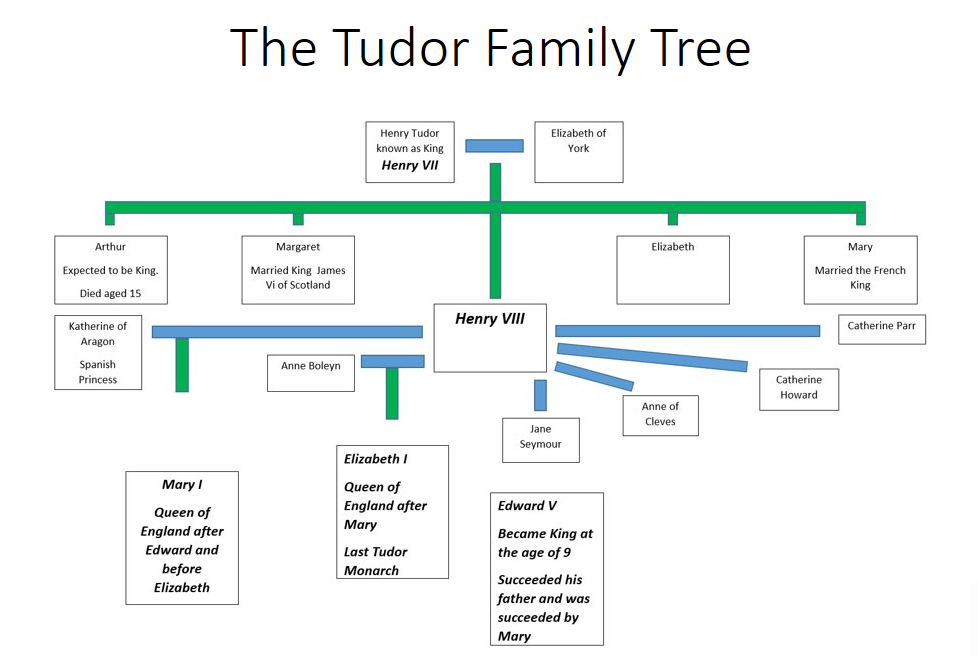 The Tudor Family Tree
Henry Tudor
known as King
Henry VII
Elizabeth of
York
Arthur
Expected to be King.
Died aged 15
Margaret
Married King James
Vi of Scotland
Elizabeth
Mary
Married the French
King
Katherine of
Aragon
Spanish
Princess
Anne Boleyn
Henry VIII
Catherine Parr
Catherine
Howard
Anne of
Cleves
Jane
Seymour
Mary I
Queen of
England after
Edward and
before
Elizabeth
Elizabeth I
Queen of
England after
Mary
Last Tudor
Monarch
Edward V
Became King at
the age of 9
Succeeded his
father and was
succeeded by
Mary